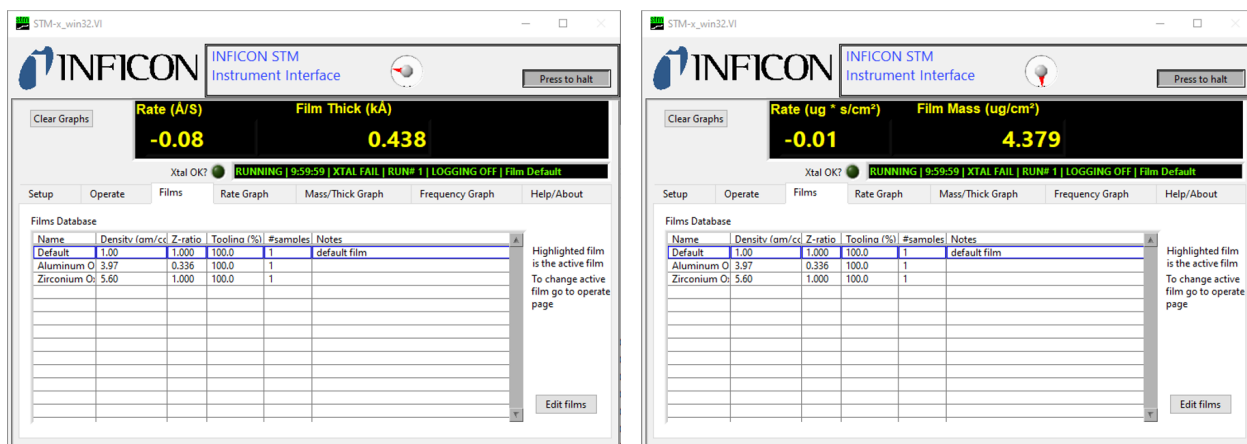 STM-x_win32.VI
INFICON
INFICON STM
Instrument Interface
Press to halt
Clear Graphs
Rate (Å/S) Film Thick (kÅ)
-0.08 0.438
Xtal OK? RUNNING | 9:59:59 | XTAL FAIL | RUN# 1 | LOGGING OFF | Film Default
Setup Operate Films Rate Graph Mass/Thick Graph Frequency Graph Help/About
Films Database
Name Density (gm/cc Z-ratio Tooling (%) #samples Notes
Default 1.00 1.000 100.0 1 default film
Aluminum O 3.97 0.336 100.0 1
Zirconium O 5.60 1.000 100.0 1
Highlighted film
is the active film
To change active
film go to operate
page
Edit films
STM-x_win32.VI
INFICON
INFICON STM
Instrument Interface
Press to halt
Clear Graphs
Rate (ug * s/cm²) Film Mass (ug/cm²)
-0.01 4.379
Xtal OK? RUNNING | 9:59:59 | XTAL FAIL | RUN# 1 | LOGGING OFF | Film Default
Setup Operate Films Rate Graph Mass/Thick Graph Frequency Graph Help/About
Films Database
Name Density (gm/cc Z-ratio Tooling (%) #samples Notes
Default 1.00 1.000 100.0 1 default film
Aluminum O 3.97 0.336 100.0 1
Zirconium O 5.60 1.000 100.0 1
Highlighted film
is the active film
To change active
film go to operate
page
Edit films